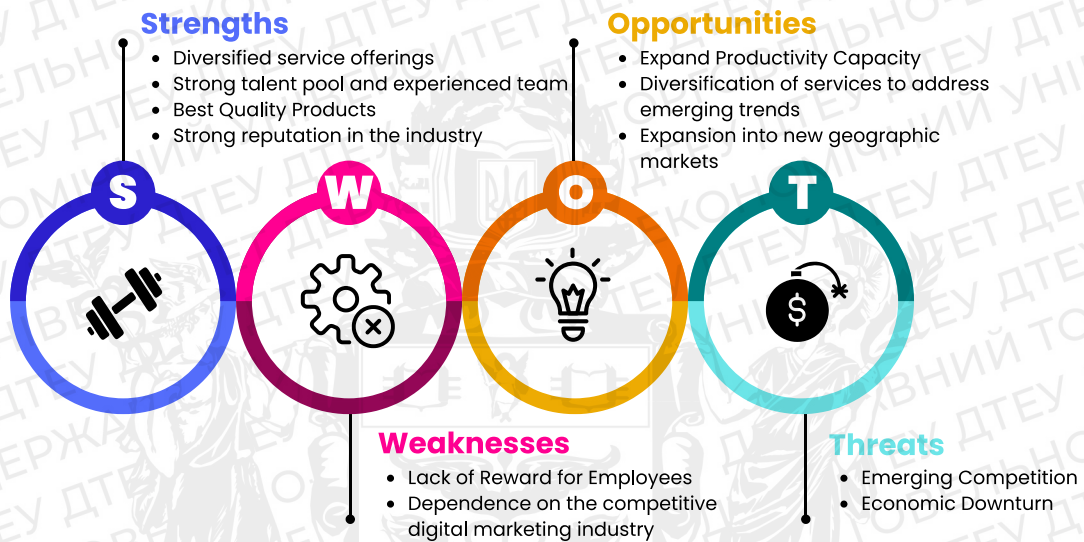 Strengths
Diversified service offerings
Strong talent pool and experienced team
Best Quality Products
Strong reputation in the industry
Opportunities
Expand Productivity Capacity
Diversification of services to address
emerging trends
Expansion into new geographic
markets
S
W
O
T
$
Weaknesses
Lack of Reward for Employees
Dependence on the competitive
digital marketing industry
Threats
Emerging Competition
Economic Downturn